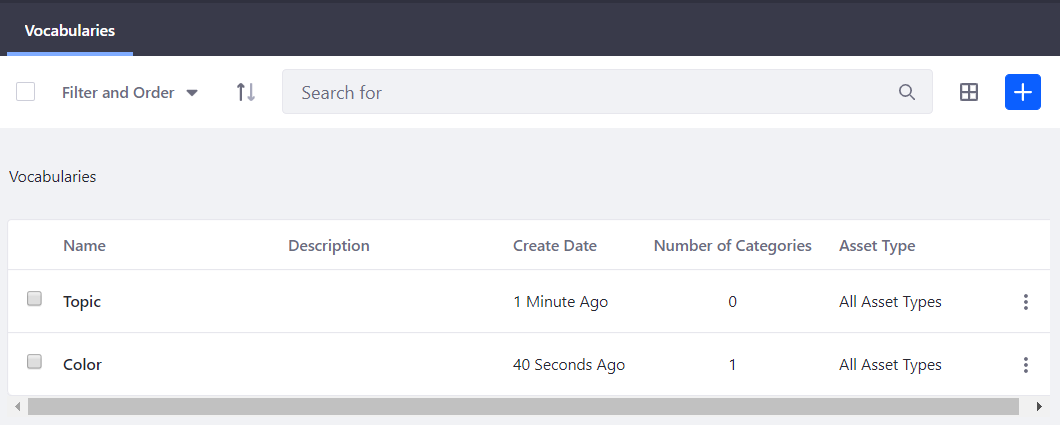 Vocabularies
Filter and Order
Search for
Vocabularies
Name Description Create Date Number of Categories Asset Type
Topic 1 Minute Ago 0 All Asset Types
Color 40 Seconds Ago 1 All Asset Types